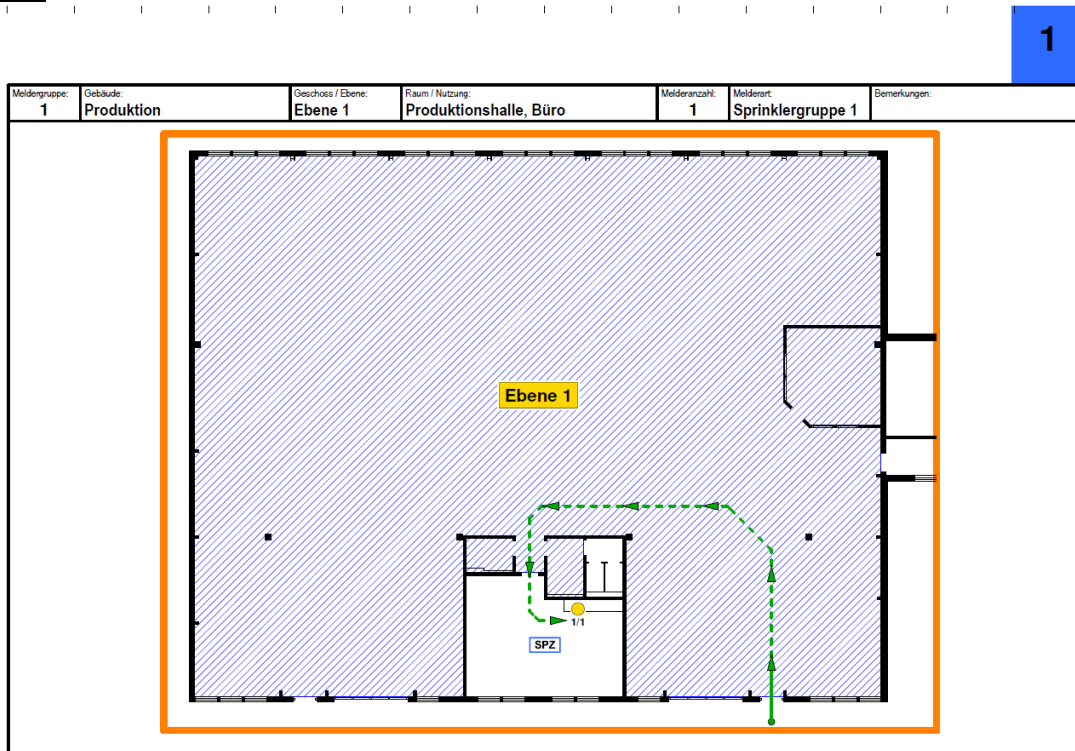 1
Meldergruppe: Gebäude: Geschoss / Ebene: Raum / Nutzung: Melderanzahl: Melderart: Bemerkungen:
1 Produktion Ebene 1 Produktionshalle, Büro 1 Sprinklergruppe 1
Ebene 1
1/1
SPZ